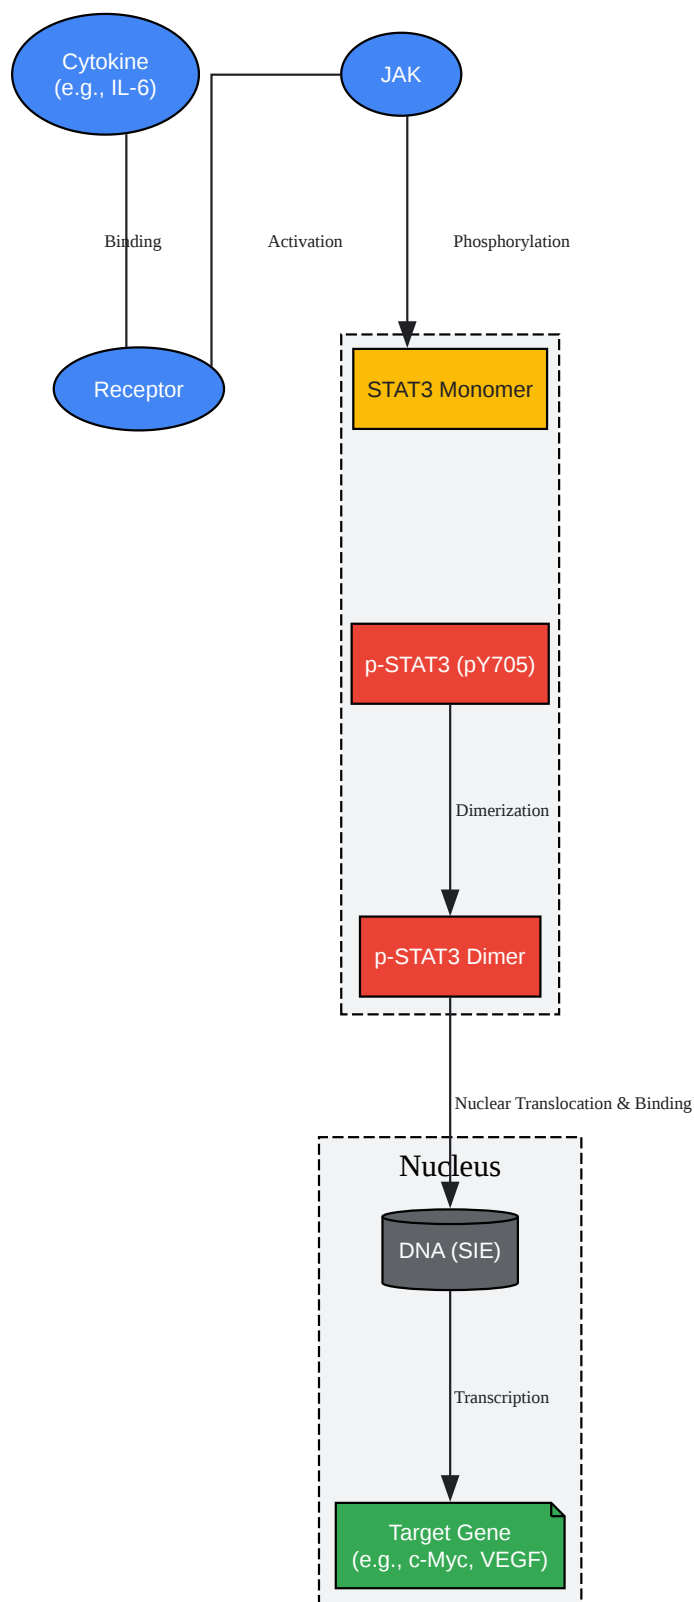 Cytokine
(e.g., IL-6)
JAK
Binding
Activation
Phosphorylation
Receptor
STAT3 Monomer
p-STAT3 (pY705)
Dimerization
p-STAT3 Dimer
Nuclear Translocation & Binding
Nucleus
DNA (SIE)
Transcription
Target Gene
(e.g., c-Myc, VEGF)